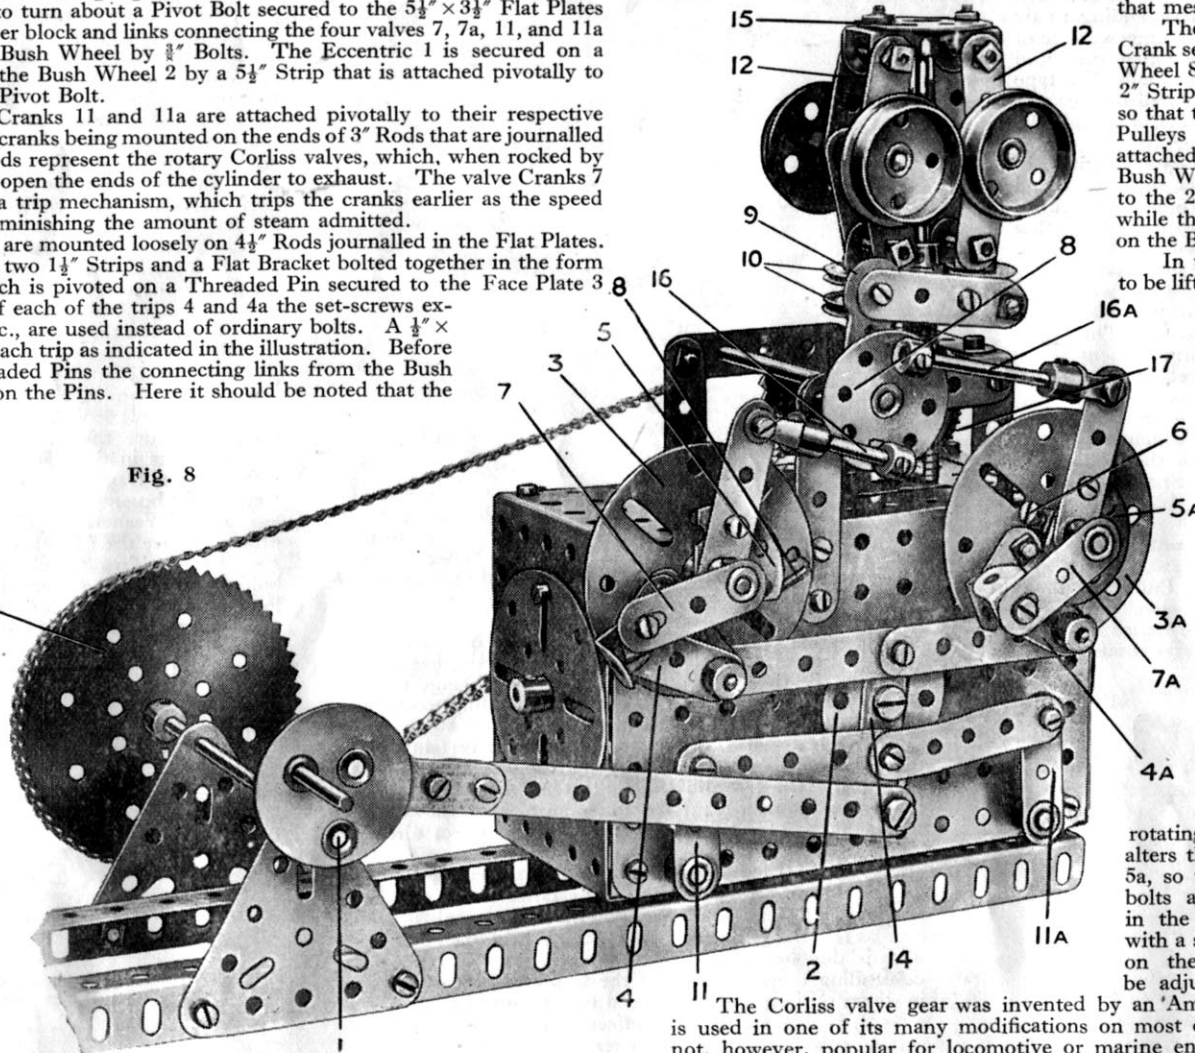 to turn about a Pivot Bolt secured to the 5½″ × 3½″ Flat Plates
er block and links connecting the four valves 7, 7a, 11, and 11a
Bush Wheel by ⅜″ Bolts. The Eccentric 1 is secured on a
the Bush Wheel 2 by a 5½″ Strip that is attached pivotally to
Pivot Bolt.
Cranks 11 and 11a are attached pivotally to their respective
cranks being mounted on the ends of 3″ Rods that are journalled
ds represent the rotary Corliss valves, which, when rocked by
open the ends of the cylinder to exhaust. The valve Cranks 7
a trip mechanism, which trips the cranks earlier as the speed
minishing the amount of steam admitted.
are mounted loosely on 4½″ Rods journalled in the Flat Plates.
two 1½″ Strips and a Flat Bracket bolted together in the form
ch is pivoted on a Threaded Pin secured to the Face Plate 3
f each of the trips 4 and 4a the set-screws ex-
c., are used instead of ordinary bolts. A ½″ ×
ach trip as indicated in the illustration. Before
aded Pins the connecting links from the Bush
on the Pins. Here it should be noted that the
Fig. 8
15
12
12
9
10
8
8
16
16A
5
17
3
7
6
5A
3A
7A
4A
4
11
2
14
11A
1
that me
The
Crank se
Wheel 8
2″ Strip
so that t
Pulleys
attached
Bush W
to the 2
while th
on the B
In
to be lift
rotating
alters t
5a, so
bolts a
in the
with a s
on the
be adju
The Corliss valve gear was invented by an Am
is used in one of its many modifications on most
not, however, popular for locomotive or marine en